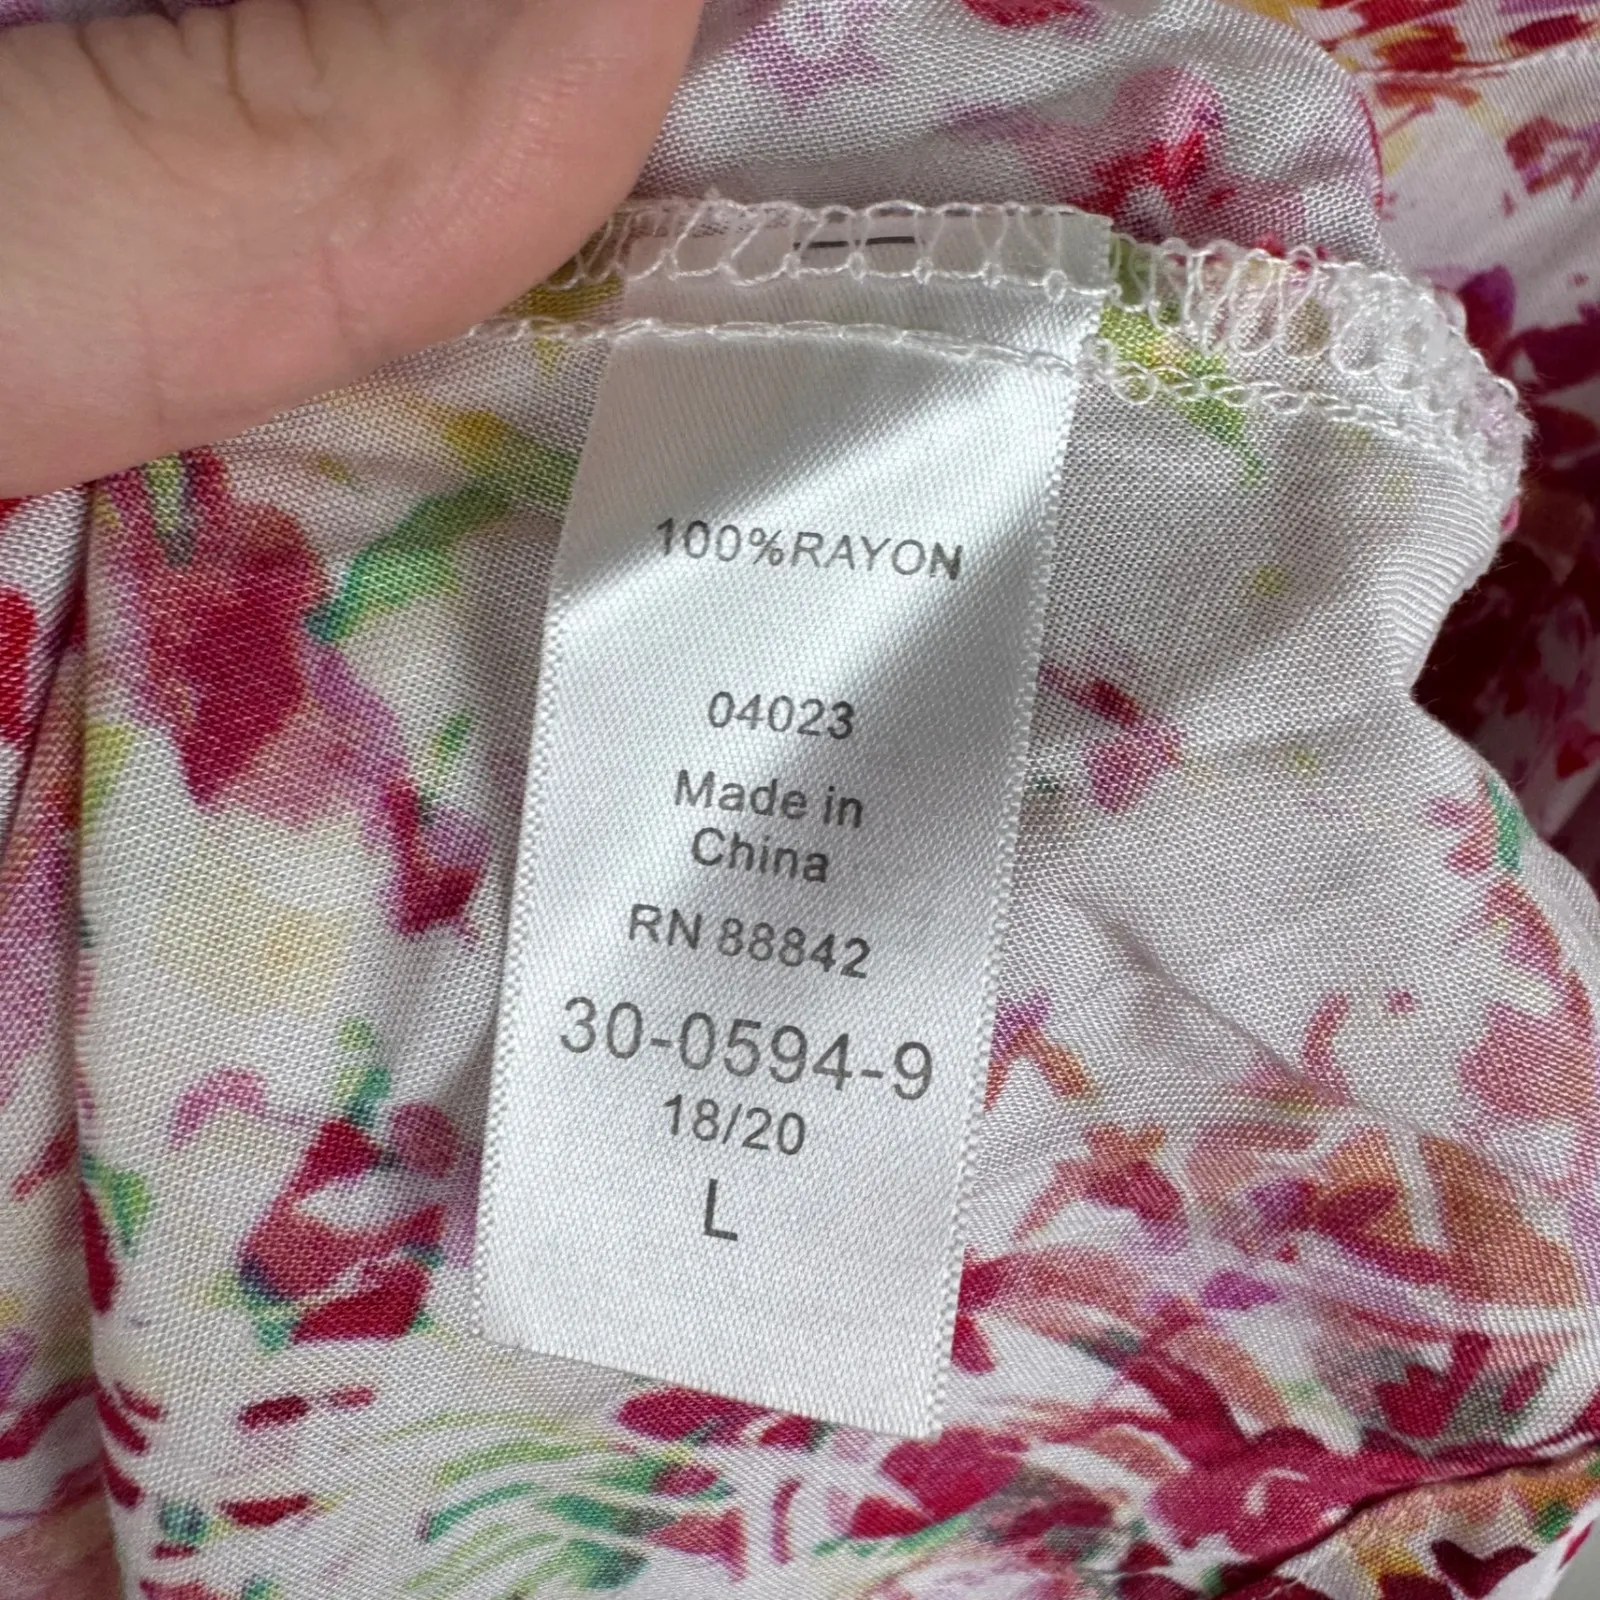 100%RAYON
04023
Made in
China
RN 88842
30-0594-9
18/20
L